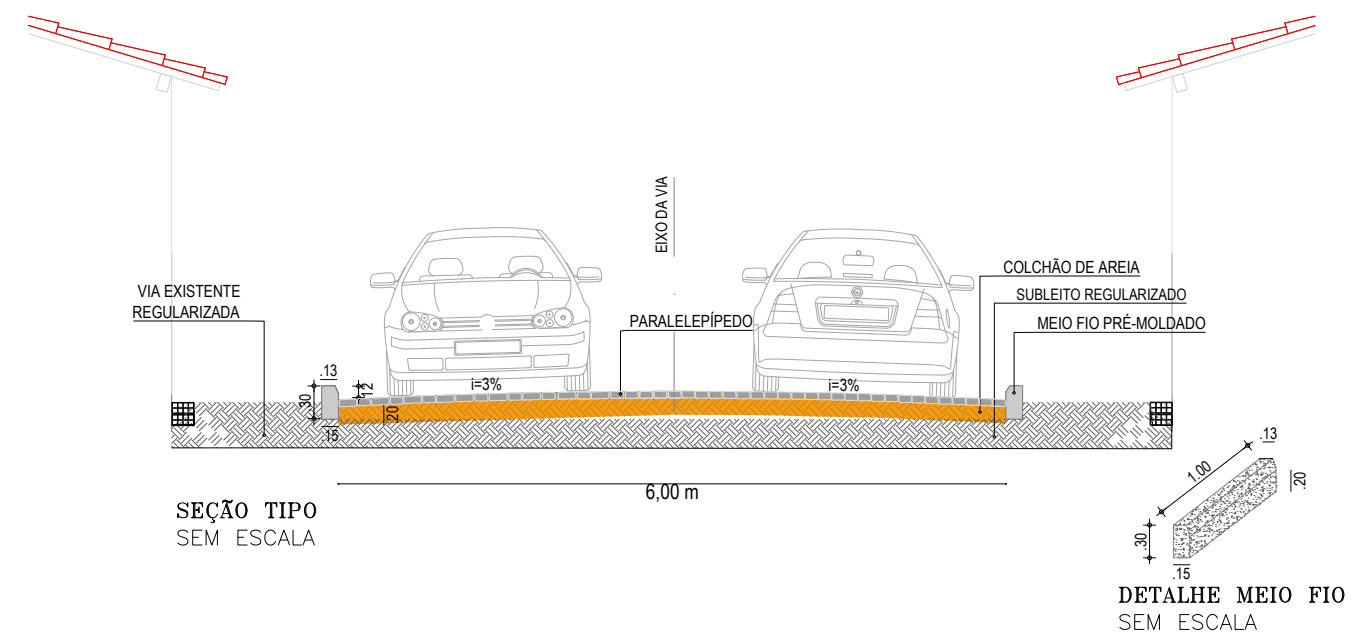 EIXO DA VIA
COLCHÃO DE AREIA
VIA EXISTENTE
REGULARIZADA
SUBLEITO REGULARIZADO
PARALELEPÍPEDO
MEIO FIO PRÉ-MOLDADO
.13
.12
i=3%
i=3%
.30
.20
.15
6,00 m
SEÇÃO TIPO
SEM ESCALA
.13
1.00
.20
.30
.15
DETALHE MEIO FIO
SEM ESCALA